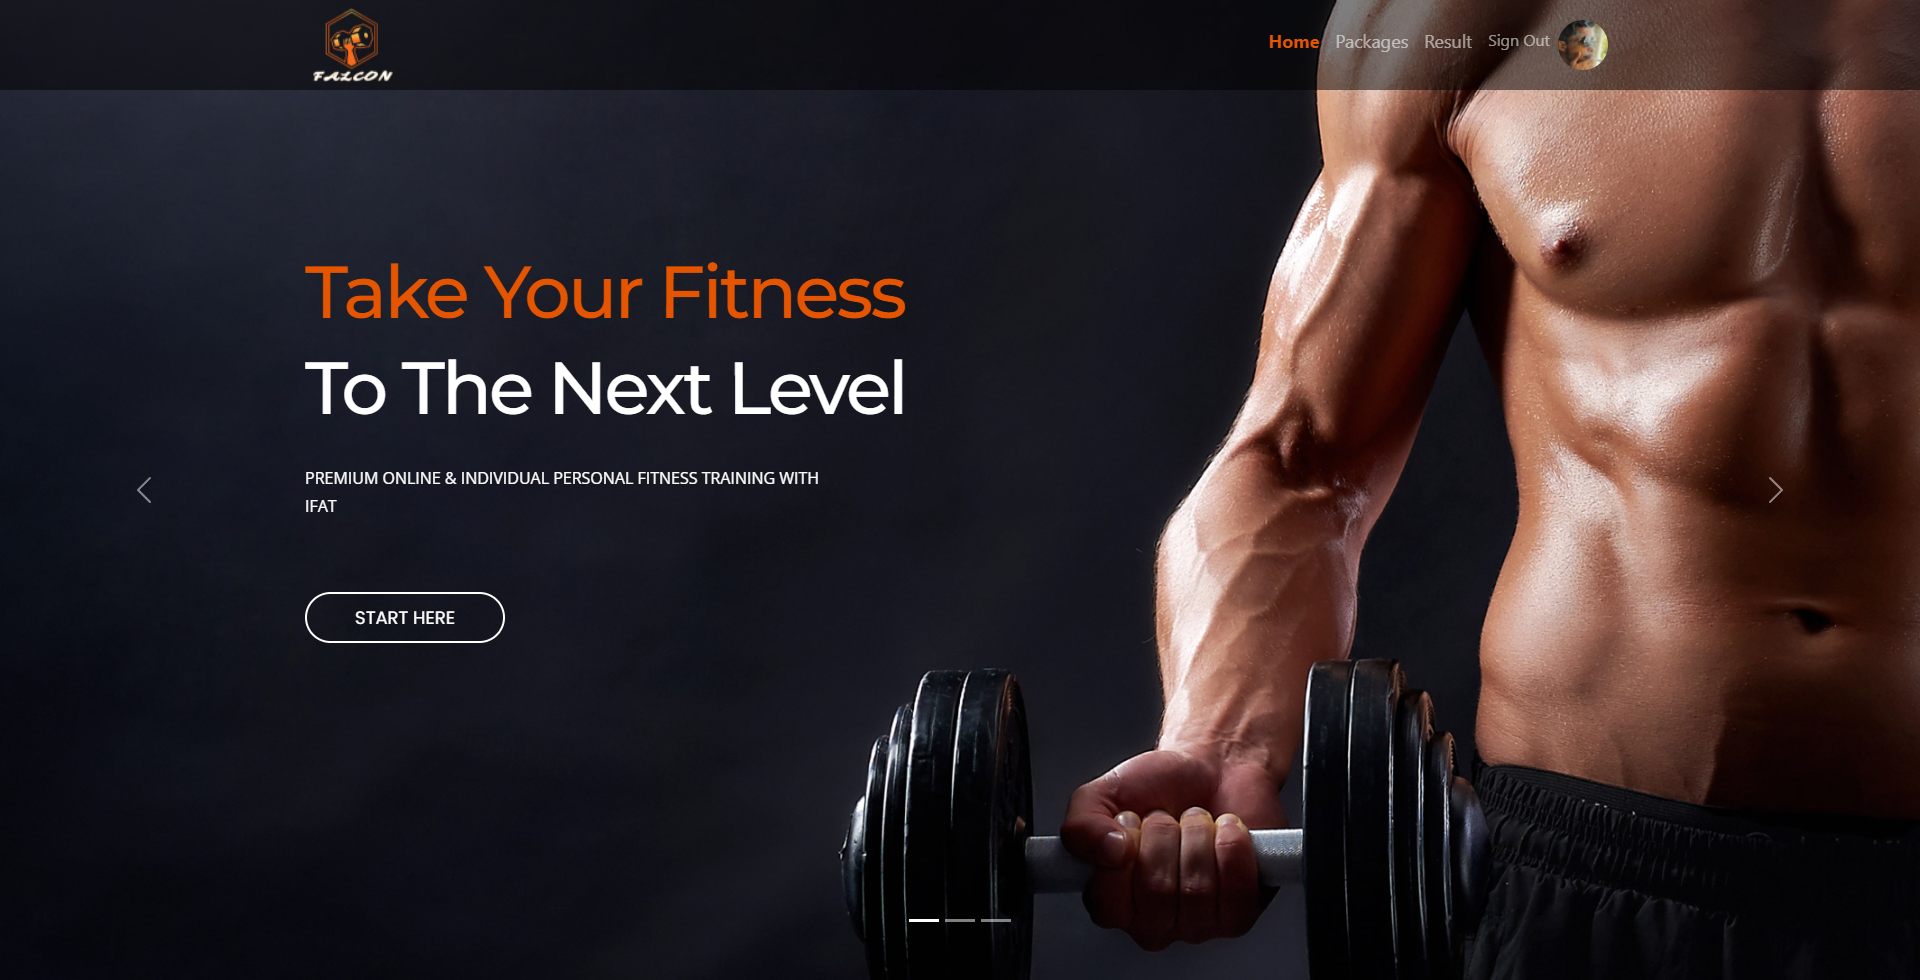 FALCON
Home Packages Result Sign Out
Take Your Fitness
To The Next Level
PREMIUM ONLINE & INDIVIDUAL PERSONAL FITNESS TRAINING WITH
IFAT
START HERE